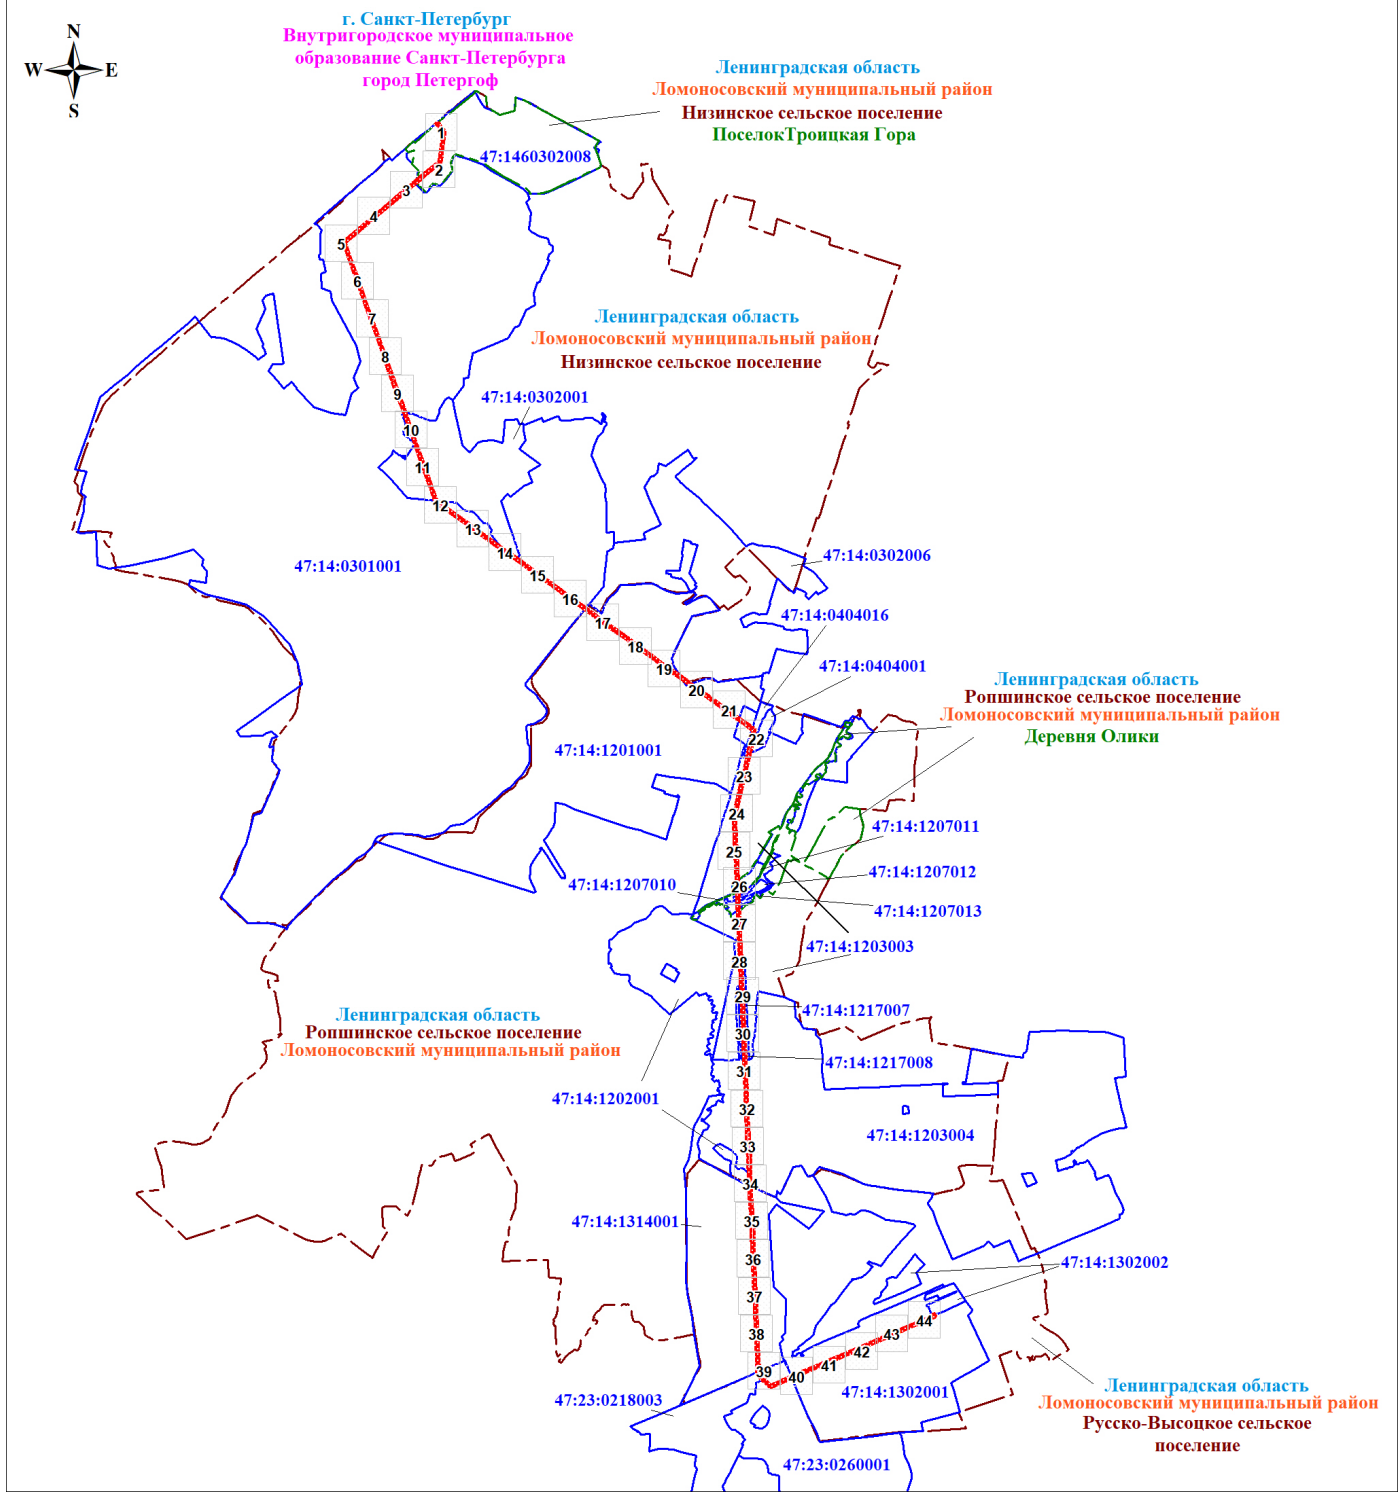 N
W
E
S
г. Санкт-Петербург
Внутригородское муниципальное
образование Санкт-Петербурга
город Петергоф
Ленинградская область
Ломоносовский муниципальный район
Низинское сельское поселение
ПоселокТроицкая Гора
47:1460302008
1
2
3
4
5
6
7
8
9
10
11
12
13
14
15
16
17
18
19
20
21
22
23
24
25
26
27
28
29
30
31
32
33
34
35
36
37
38
39
40
41
42
43
44
Ленинградская область
Ломоносовский муниципальный район
Низинское сельское поселение
47:14:0302001
47:14:0301001
47:14:0302006
47:14:0404016
47:14:0404001
Ленинградская область
Ропшинское сельское поселение
Ломоносовский муниципальный район
Деревня Олики
47:14:1201001
47:14:1207011
47:14:1207012
47:14:1207010
47:14:1207013
47:14:1203003
47:14:1217007
Ленинградская область
Ропшинское сельское поселение
Ломоносовский муниципальный район
47:14:1217008
47:14:1202001
47:14:1203004
47:14:1314001
47:14:1302002
47:14:1302001
47:23:0218003
Ленинградская область
Ломоносовский муниципальный район
Русско-Высоцкое сельское
поселение
47:23:0260001